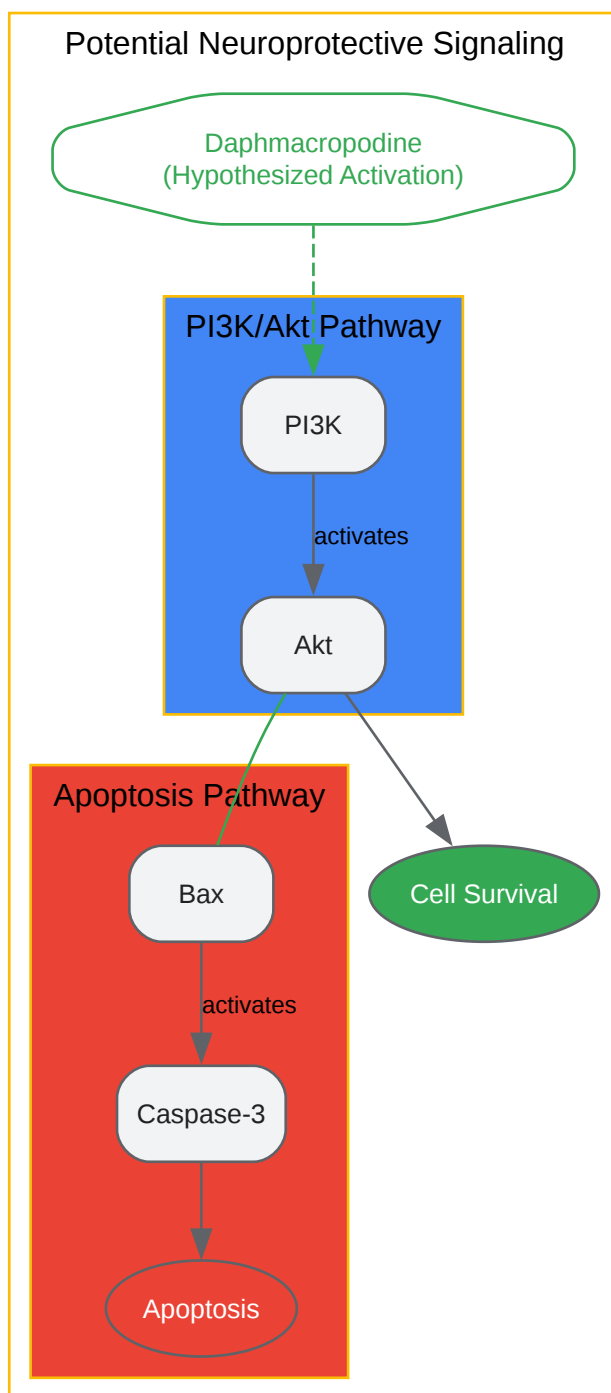 Potential Neuroprotective Signaling
Daphmacropodine
(Hypothesized Activation)
PI3K/Akt Pathway
PI3K
activates
Akt
Apoptosis Pathway
Bax
Cell Survival
activates
Caspase-3
Apoptosis